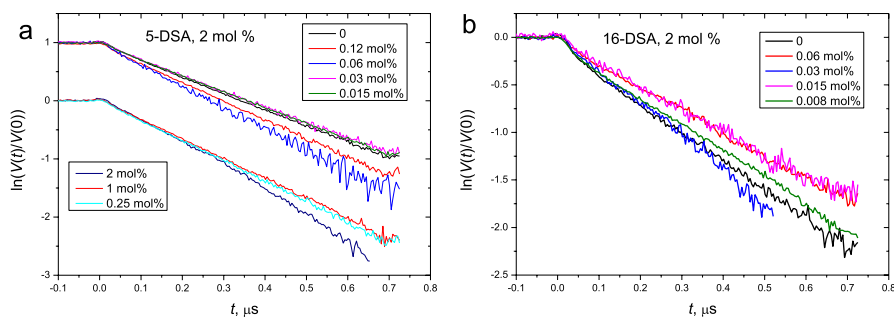 a
5-DSA, 2 mol %
0
0.12 mol%
0.06 mol%
0.03 mol%
0.015 mol%
2 mol%
1 mol%
0.25 mol%
ln(V(t)/V(0))
1
0
-1
-2
-3
-0.1 0.0 0.1 0.2 0.3 0.4 0.5 0.6 0.7 0.8
t, μs
b
16-DSA, 2 mol %
0
0.06 mol%
0.03 mol%
0.015 mol%
0.008 mol%
ln(V(t)/V(0))
0.0
-0.5
-1.0
-1.5
-2.0
-2.5
-0.1 0.0 0.1 0.2 0.3 0.4 0.5 0.6 0.7 0.8
t, μs